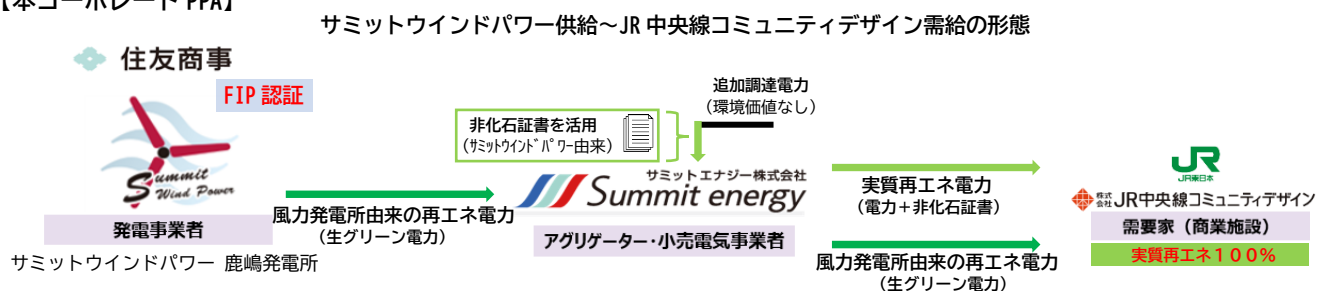 【本コーポレート PPA】
サミットウインドパワー供給～JR 中央線コミュニティデザイン需給の形態
住友商事
FIP 認証
Summit
Wind Power
発電事業者
サミットウインドパワー 鹿嶋発電所
風力発電所由来の再エネ電力
（生グリーン電力）
非化石証書を活用
（ｻﾐｯﾄｳｲﾝﾄﾞﾊﾟﾜｰ由来）
追加調達電力
（環境価値なし）
サミットエナジー株式会社
Summit energy
アグリゲーター・小売電気事業者
実質再エネ電力
（電力＋非化石証書）
風力発電所由来の再エネ電力
（生グリーン電力）
JR
JR東日本
株式会社JR中央線コミュニティデザイン
需要家（商業施設）
実質再エネ１００％